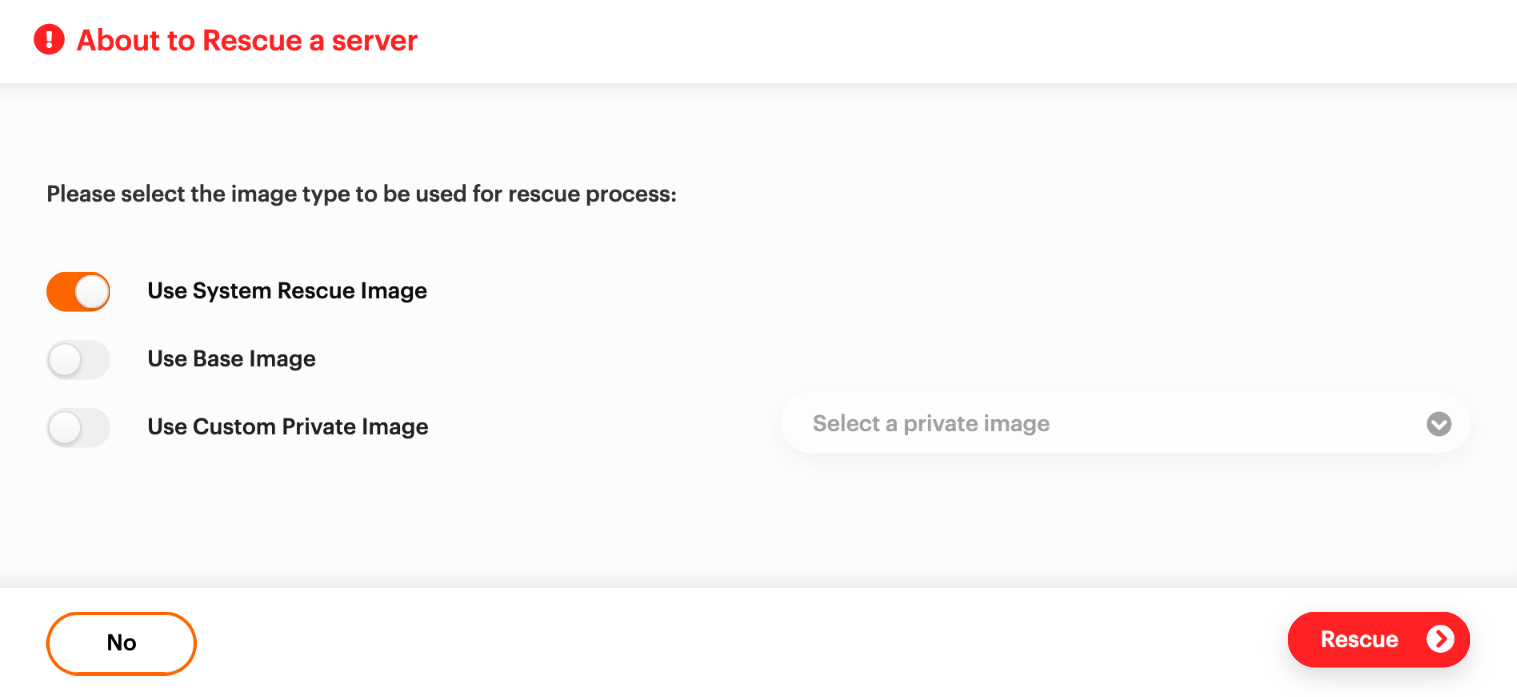 About to Rescue a server
Please select the image type to be used for rescue process:
Use System Rescue Image
Use Base Image
Use Custom Private Image
Select a private image
No
Rescue